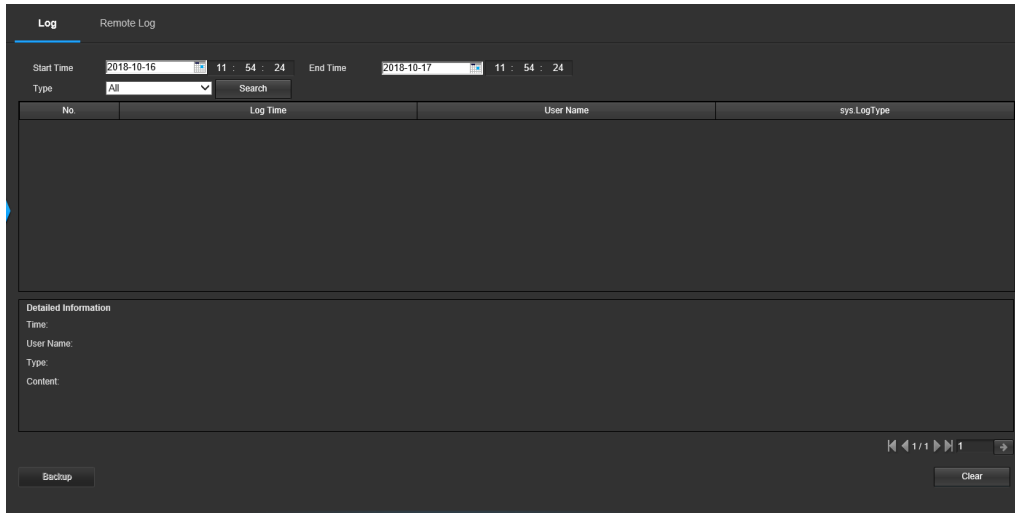 Log Remote Log
Start Time 2018-10-16 11 : 54 : 24 End Time 2018-10-17 11 : 54 : 24
Type All Search
No. Log Time User Name sys.LogType
Detailed Information
Time:
User Name:
Type:
Content:
1 / 1 1
Backup Clear